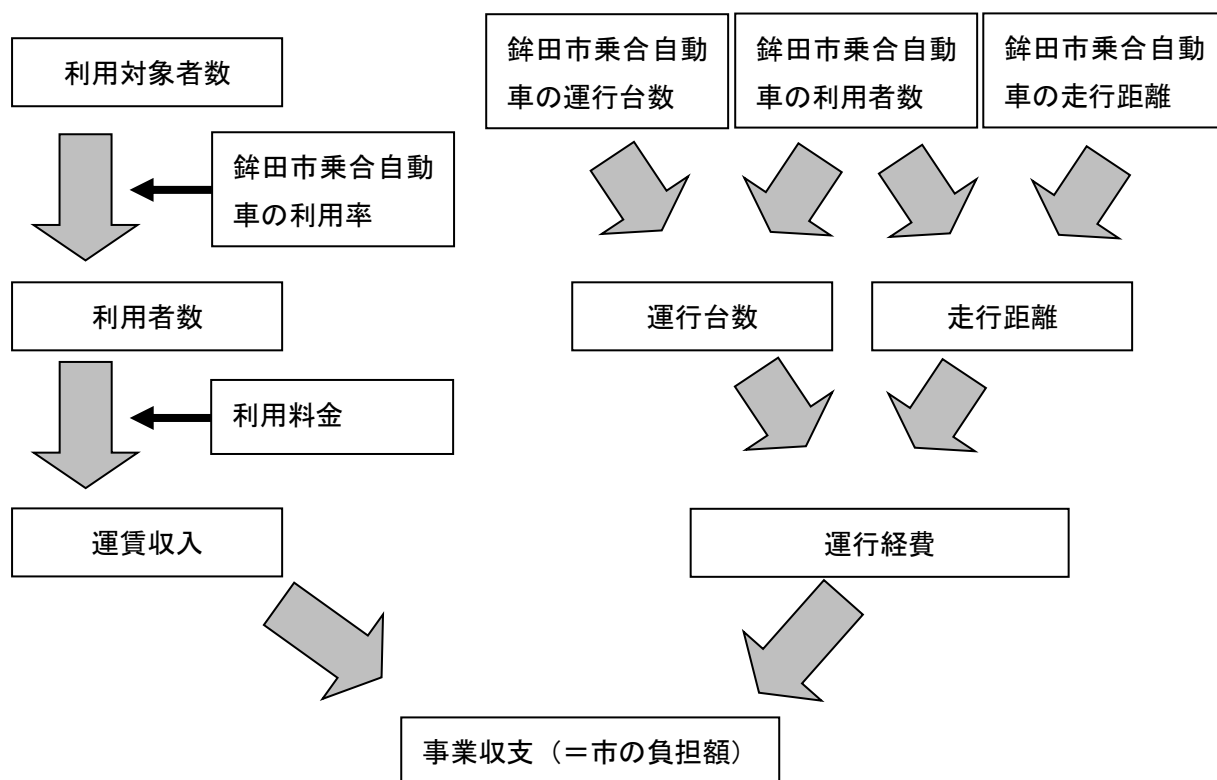 利用対象者数
鉾田市乗合自動
車の利用率
利用者数
利用料金
運賃収入
鉾田市乗合自動
車の運行台数
鉾田市乗合自動
車の利用者数
鉾田市乗合自動
車の走行距離
運行台数
走行距離
運行経費
事業収支(=市の負担額)